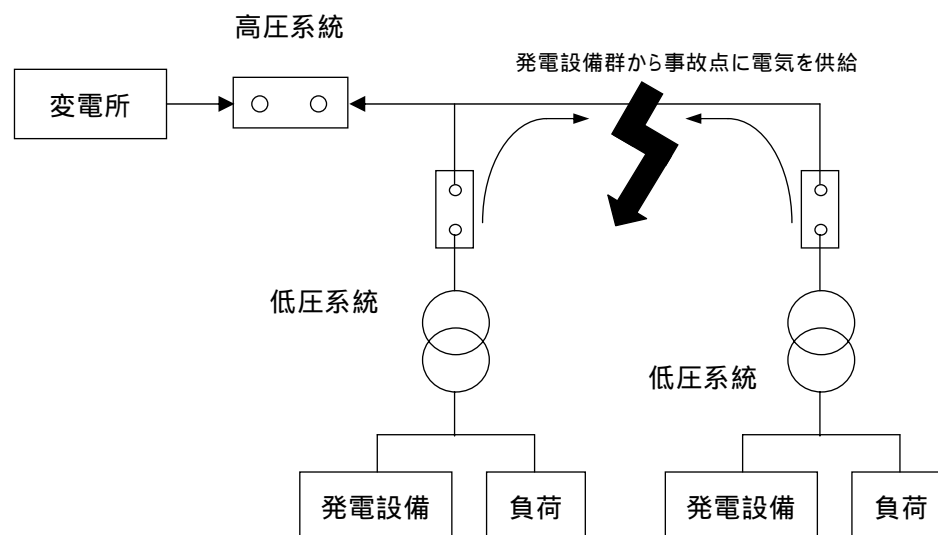 高圧系統
発電設備群から事故点に電気を供給
変電所
低圧系統
低圧系統
発電設備
負荷
発電設備
負荷